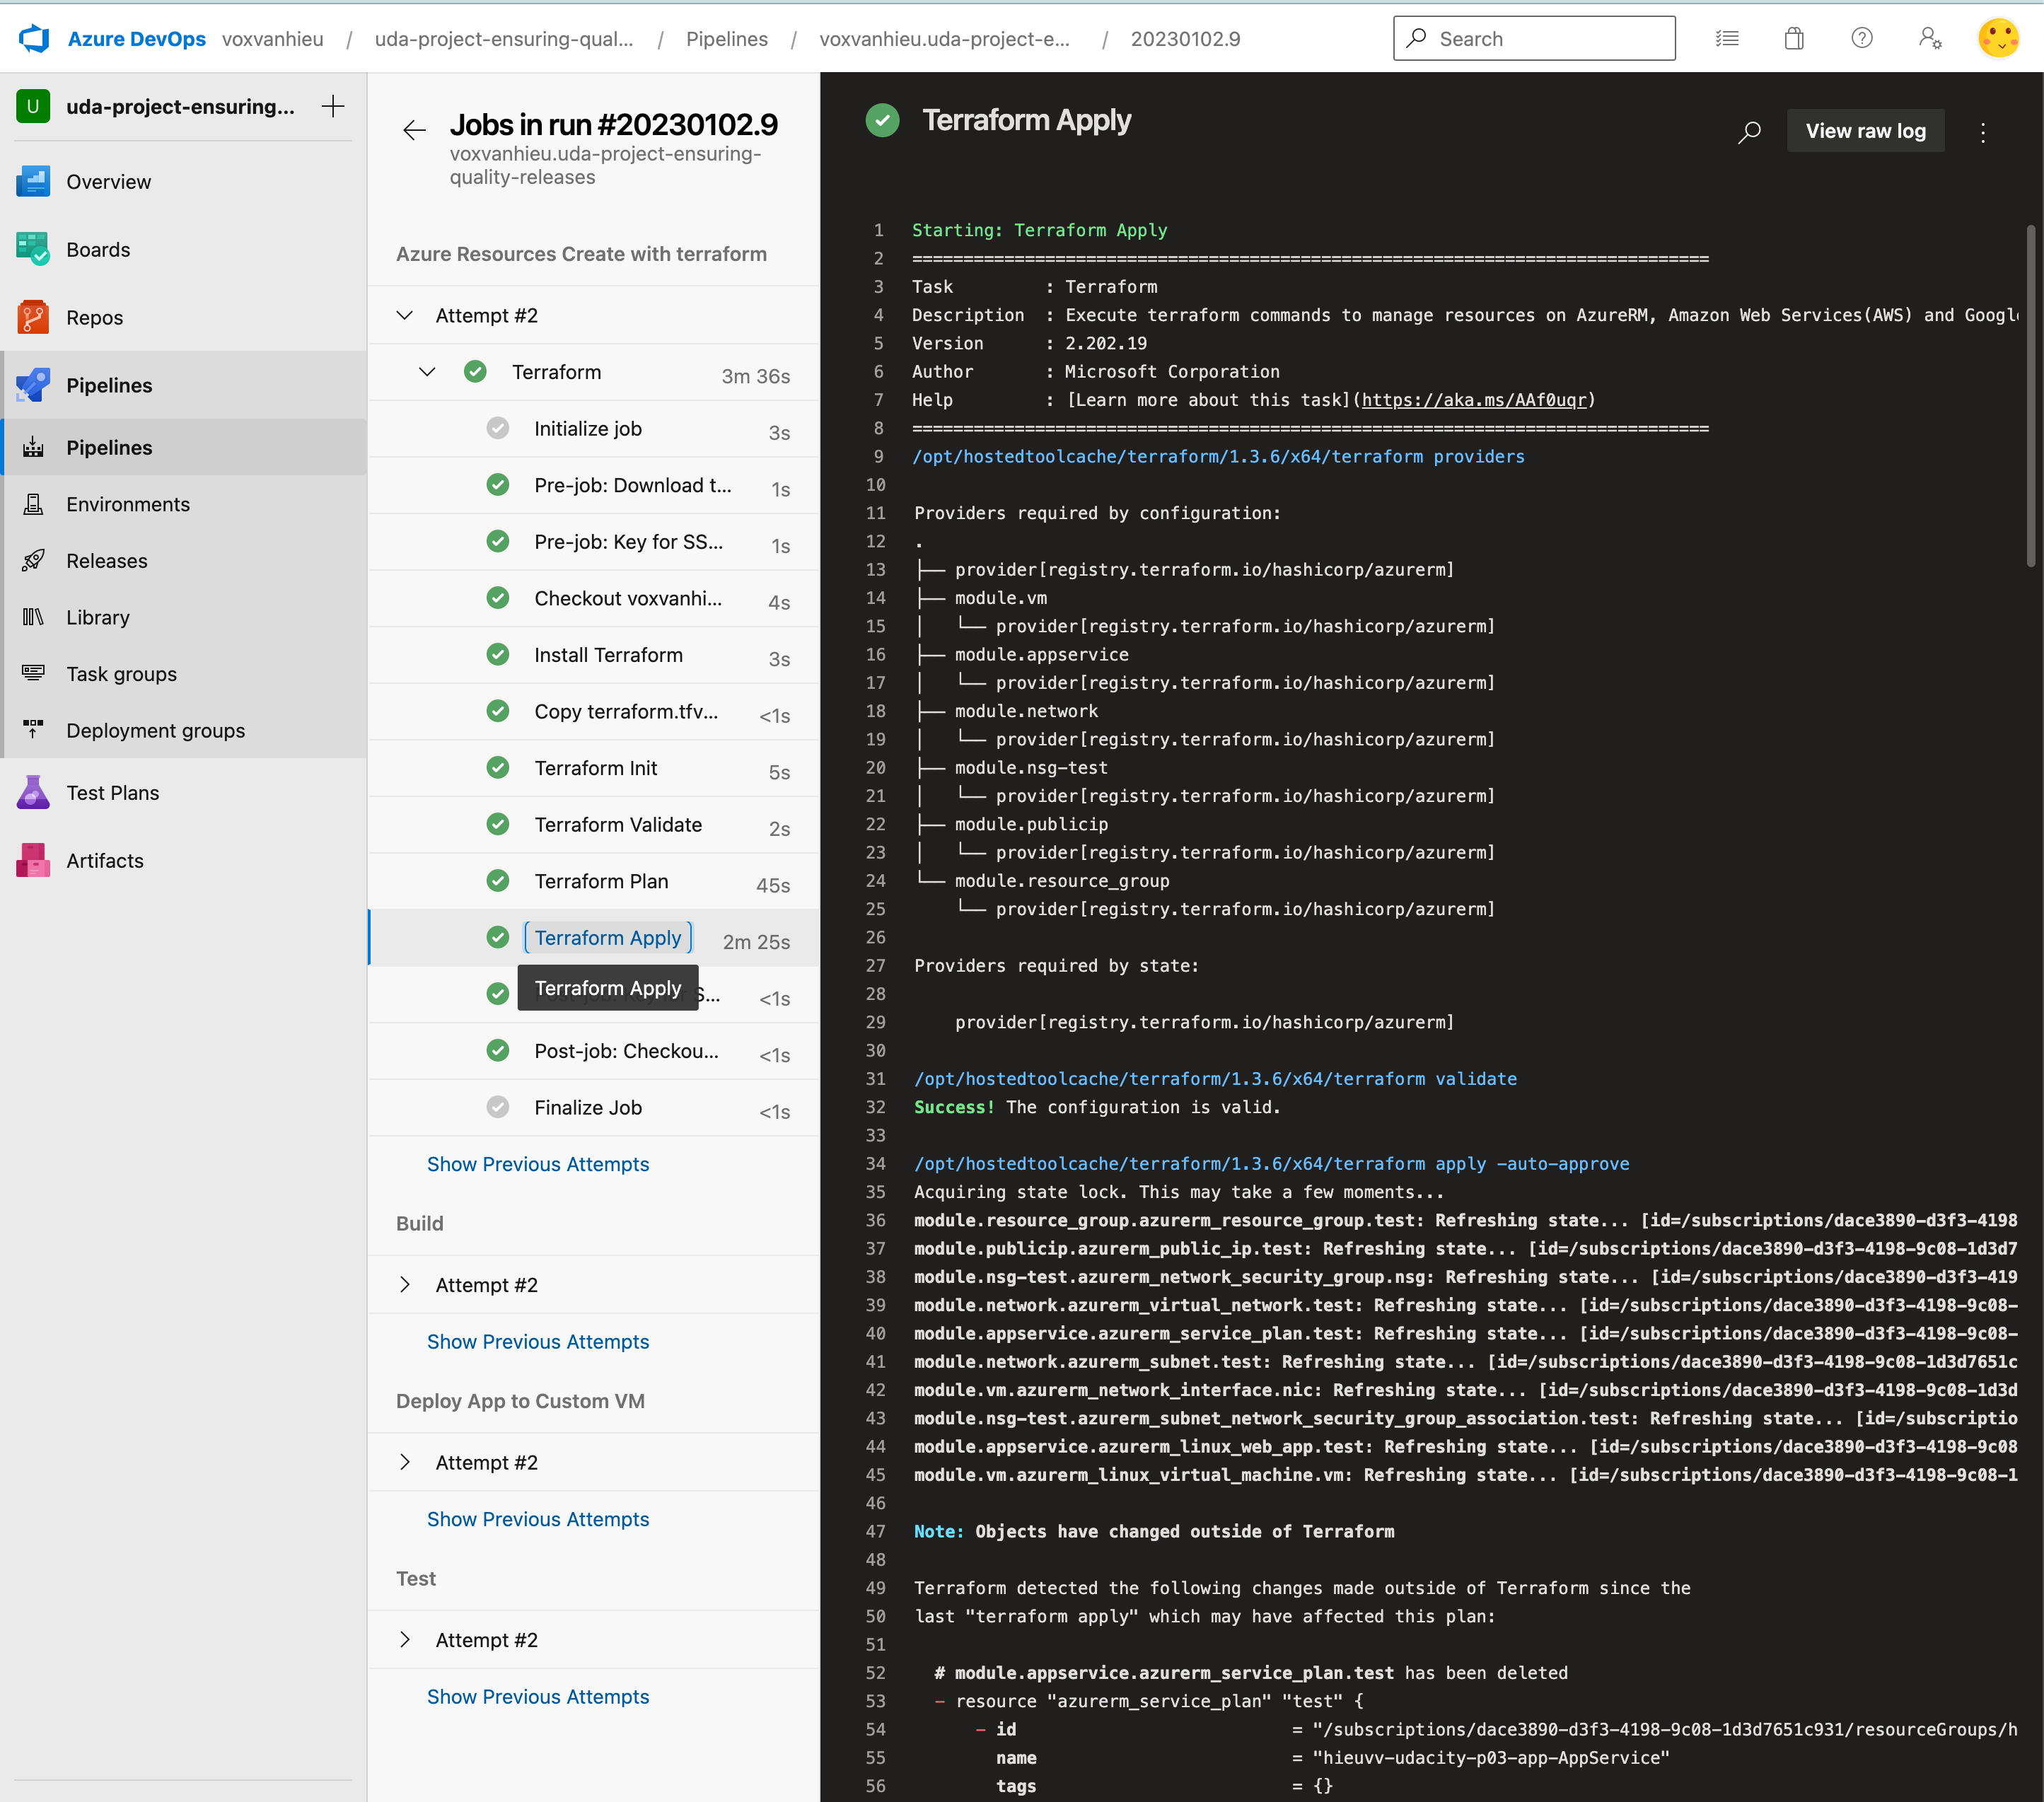 Azure DevOps voxvanhieu / uda-project-ensuring-qual... / Pipelines / voxvanhieu.uda-project-e... / 20230102.9
Search
U uda-project-ensuring...
Overview
Boards
Repos
Pipelines
Pipelines
Environments
Releases
Library
Task groups
Deployment groups
Test Plans
Artifacts
Jobs in run #20230102.9
voxvanhieu.uda-project-ensuring-
quality-releases
Azure Resources Create with terraform
Attempt #2
Terraform 3m 36s
Initialize job 3s
Pre-job: Download t... 1s
Pre-job: Key for SS... 1s
Checkout voxvanhi... 4s
Install Terraform 3s
Copy terraform.tfv... <1s
Terraform Init 5s
Terraform Validate 2s
Terraform Plan 45s
Terraform Apply 2m 25s
Terraform Apply S... <1s
Post-job: Checkou... <1s
Finalize Job <1s
Show Previous Attempts
Build
Attempt #2
Show Previous Attempts
Deploy App to Custom VM
Attempt #2
Show Previous Attempts
Test
Attempt #2
Show Previous Attempts
Terraform Apply
View raw log
1 Starting: Terraform Apply
2 ==============================================================================
3 Task : Terraform
4 Description : Execute terraform commands to manage resources on AzureRM, Amazon Web Services(AWS) and Googl
5 Version : 2.202.19
6 Author : Microsoft Corporation
7 Help : [Learn more about this task](https://aka.ms/AAf0uqr)
8 ==============================================================================
9 /opt/hostedtoolcache/terraform/1.3.6/x64/terraform providers
10
11 Providers required by configuration:
12 .
13 ├── provider[registry.terraform.io/hashicorp/azurerm]
14 ├── module.vm
15 │   └── provider[registry.terraform.io/hashicorp/azurerm]
16 ├── module.appservice
17 │   └── provider[registry.terraform.io/hashicorp/azurerm]
18 ├── module.network
19 │   └── provider[registry.terraform.io/hashicorp/azurerm]
20 ├── module.nsg-test
21 │   └── provider[registry.terraform.io/hashicorp/azurerm]
22 ├── module.publicip
23 │   └── provider[registry.terraform.io/hashicorp/azurerm]
24 └── module.resource_group
25     └── provider[registry.terraform.io/hashicorp/azurerm]
26
27 Providers required by state:
28
29     provider[registry.terraform.io/hashicorp/azurerm]
30
31 /opt/hostedtoolcache/terraform/1.3.6/x64/terraform validate
32 Success! The configuration is valid.
33
34 /opt/hostedtoolcache/terraform/1.3.6/x64/terraform apply -auto-approve
35 Acquiring state lock. This may take a few moments...
36 module.resource_group.azurerm_resource_group.test: Refreshing state... [id=/subscriptions/dace3890-d3f3-4198
37 module.publicip.azurerm_public_ip.test: Refreshing state... [id=/subscriptions/dace3890-d3f3-4198-9c08-1d3d7
38 module.nsg-test.azurerm_network_security_group.nsg: Refreshing state... [id=/subscriptions/dace3890-d3f3-419
39 module.network.azurerm_virtual_network.test: Refreshing state... [id=/subscriptions/dace3890-d3f3-4198-9c08-
40 module.appservice.azurerm_service_plan.test: Refreshing state... [id=/subscriptions/dace3890-d3f3-4198-9c08-
41 module.network.azurerm_subnet.test: Refreshing state... [id=/subscriptions/dace3890-d3f3-4198-9c08-1d3d7651c
42 module.vm.azurerm_network_interface.nic: Refreshing state... [id=/subscriptions/dace3890-d3f3-4198-9c08-1d3d
43 module.nsg-test.azurerm_subnet_network_security_group_association.test: Refreshing state... [id=/subscriptio
44 module.appservice.azurerm_linux_web_app.test: Refreshing state... [id=/subscriptions/dace3890-d3f3-4198-9c08
45 module.vm.azurerm_linux_virtual_machine.vm: Refreshing state... [id=/subscriptions/dace3890-d3f3-4198-9c08-1
46
47 Note: Objects have changed outside of Terraform
48
49 Terraform detected the following changes made outside of Terraform since the
50 last "terraform apply" which may have affected this plan:
51
52   # module.appservice.azurerm_service_plan.test has been deleted
53   - resource "azurerm_service_plan" "test" {
54       - id = "/subscriptions/dace3890-d3f3-4198-9c08-1d3d7651c931/resourceGroups/h
55         name = "hieuvv-udacity-p03-app-AppService"
56         tags = {}